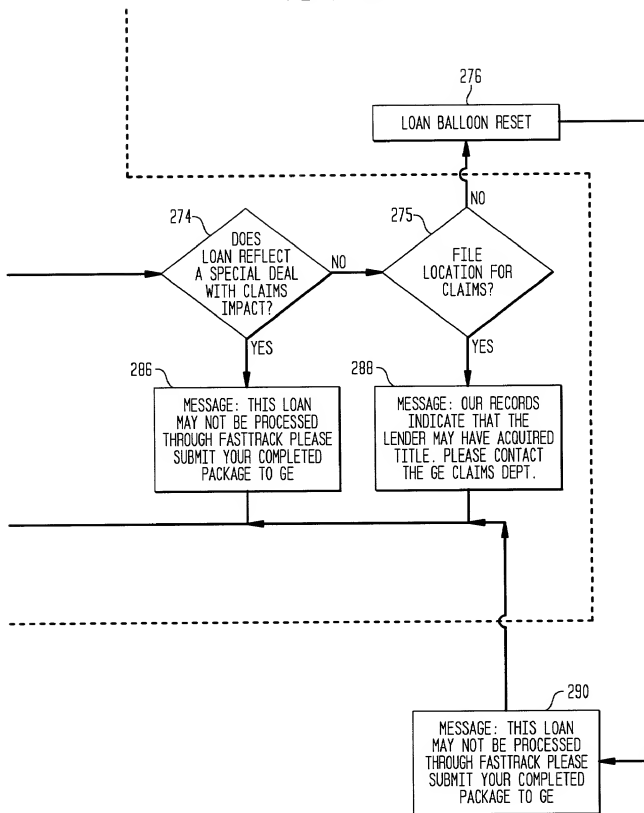 276
LOAN BALLOON RESET
NO
274
DOES
LOAN REFLECT
A SPECIAL DEAL
WITH CLAIMS
IMPACT?
NO
275
FILE
LOCATION FOR
CLAIMS?
YES
YES
286
MESSAGE: THIS LOAN
MAY NOT BE PROCESSED
THROUGH FASTTRACK PLEASE
SUBMIT YOUR COMPLETED
PACKAGE TO GE
288
MESSAGE: OUR RECORDS
INDICATE THAT THE
LENDER MAY HAVE ACQUIRED
TITLE. PLEASE CONTACT
THE GE CLAIMS DEPT.
290
MESSAGE: THIS LOAN
MAY NOT BE PROCESSED
THROUGH FASTTRACK PLEASE
SUBMIT YOUR COMPLETED
PACKAGE TO GE